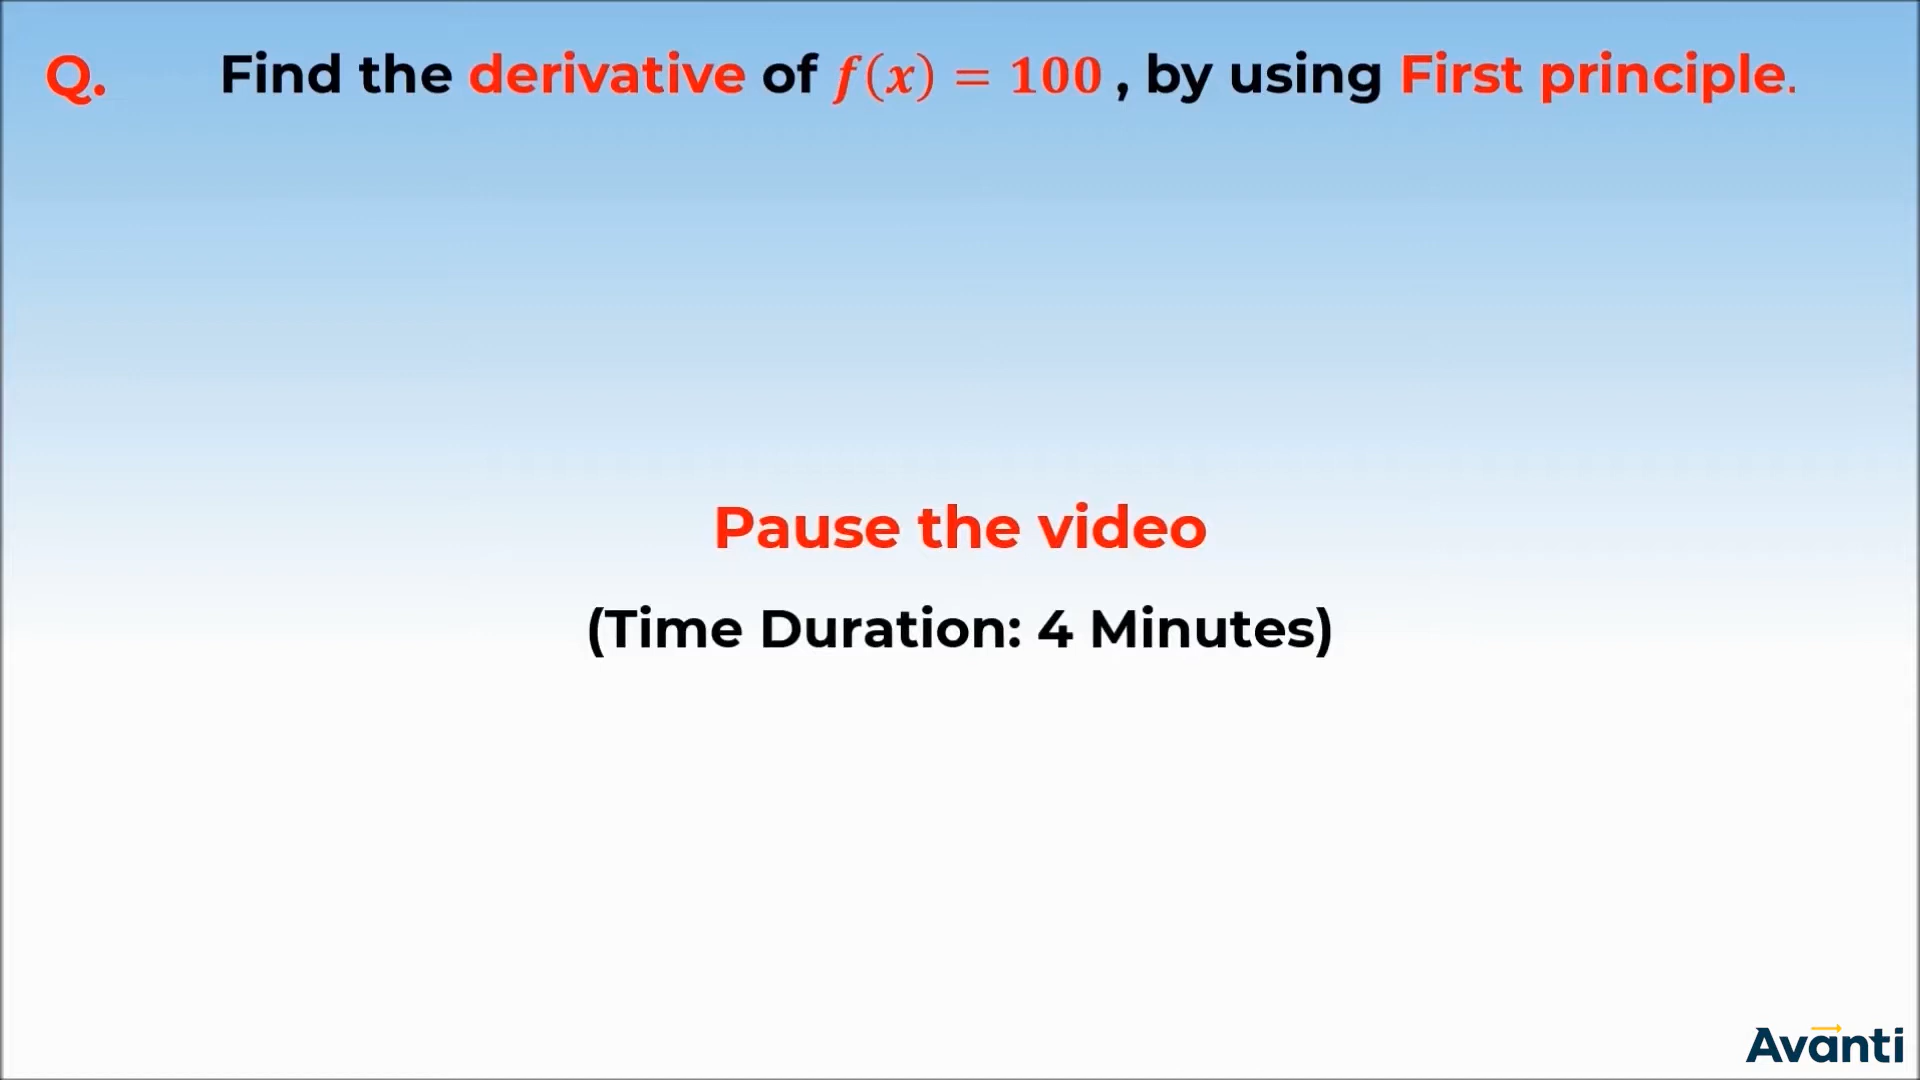 Q. Find the derivative of f(x) = 100 , by using First principle.
Pause the video
(Time Duration: 4 Minutes)
Avanti